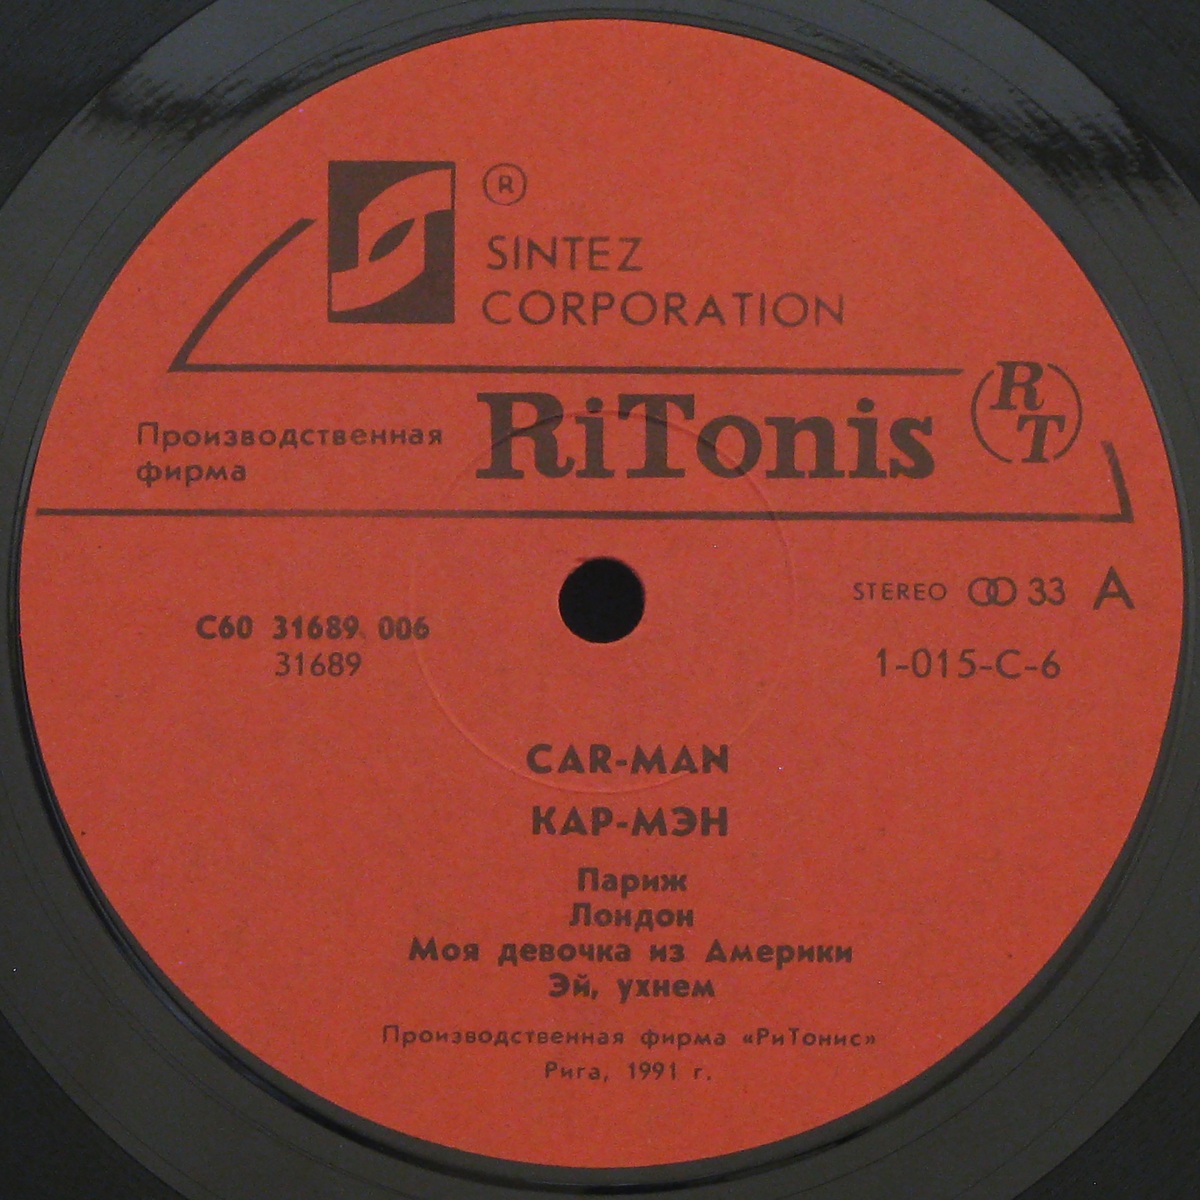 ®
SINTEZ
CORPORATION
Производственная
фирма
RiTonis
RT
STEREO 33 A
С60 31689 006
31689
1-015-С-6
CAR-MAN
КАР-МЭН
Париж
Лондон
Моя девочка из Америки
Эй, ухнем
Производственная фирма «РиТонис»
Рига, 1991 г.